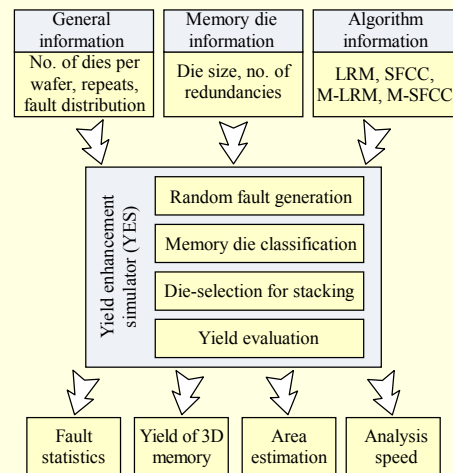 General
information
No. of dies per
wafer, repeats,
fault distribution
Memory die
information
Die size, no. of
redundancies
Algorithm
information
LRM, SFCC,
M-LRM, M-SFCC
Yield enhancement
simulator (YES)
Random fault generation
Memory die classification
Die-selection for stacking
Yield evaluation
Fault
statistics
Yield of 3D
memory
Area
estimation
Analysis
speed